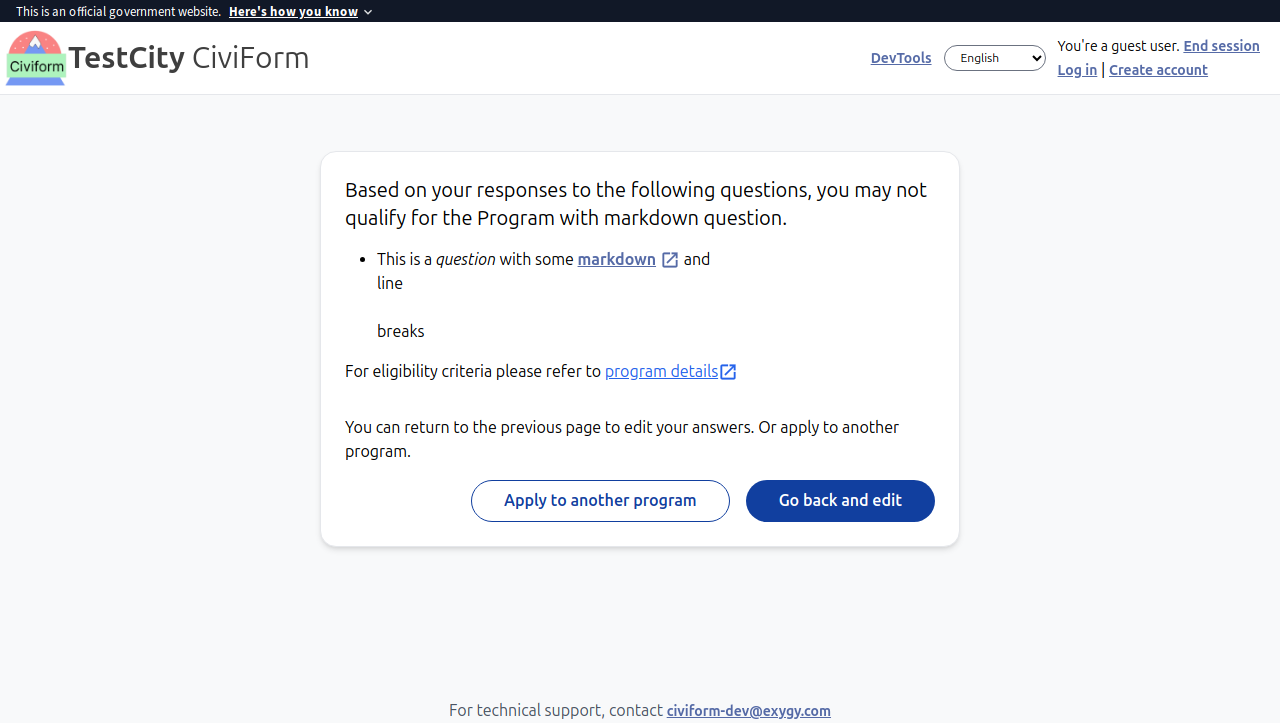 This is an official government website. Here's how you know
Civiform
TestCity CiviForm
DevTools
English
You're a guest user. End session
Log in | Create account
Based on your responses to the following questions, you may not
qualify for the Program with markdown question.
• This is a question with some markdown and
line
breaks
For eligibility criteria please refer to program details
You can return to the previous page to edit your answers. Or apply to another
program.
Apply to another program
Go back and edit
For technical support, contact civiform-dev@exygy.com